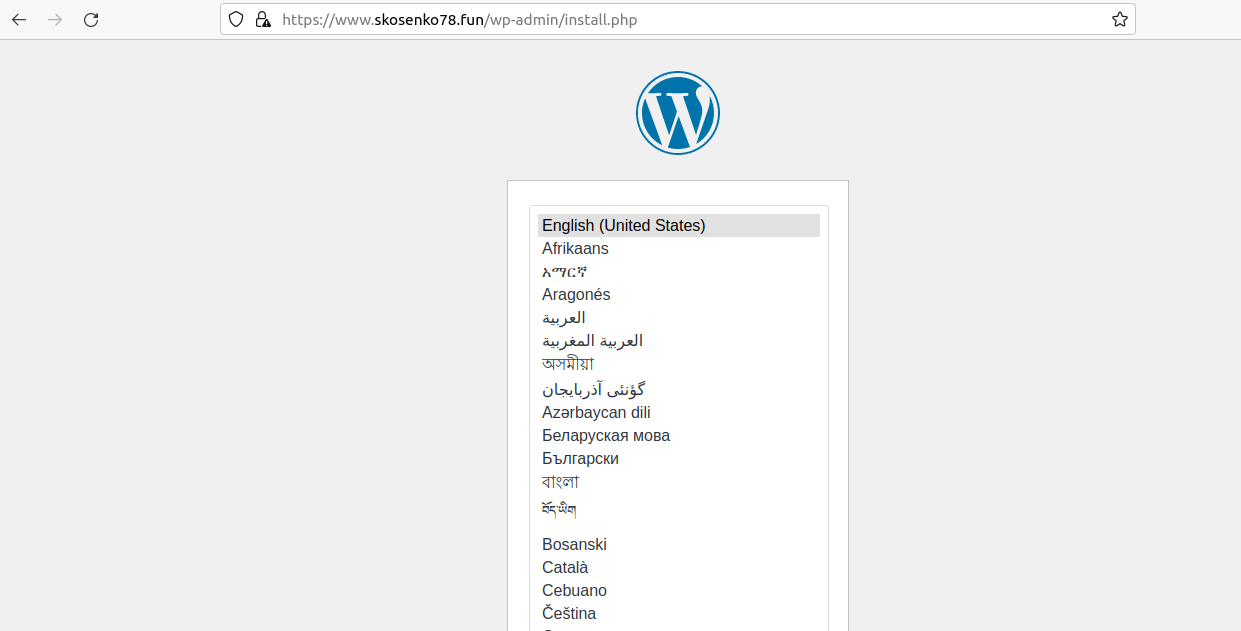 https://www.skosenko78.fun/wp-admin/install.php
English (United States)
Afrikaans
አማርኛ
Aragonés
العربية
العربية المغربية
অসমীয়া
گؤنئی آذربایجان
Azərbaycan dili
Беларуская мова
Български
বাংলা
བོད་ཡིག
Bosanski
Català
Cebuano
Čeština